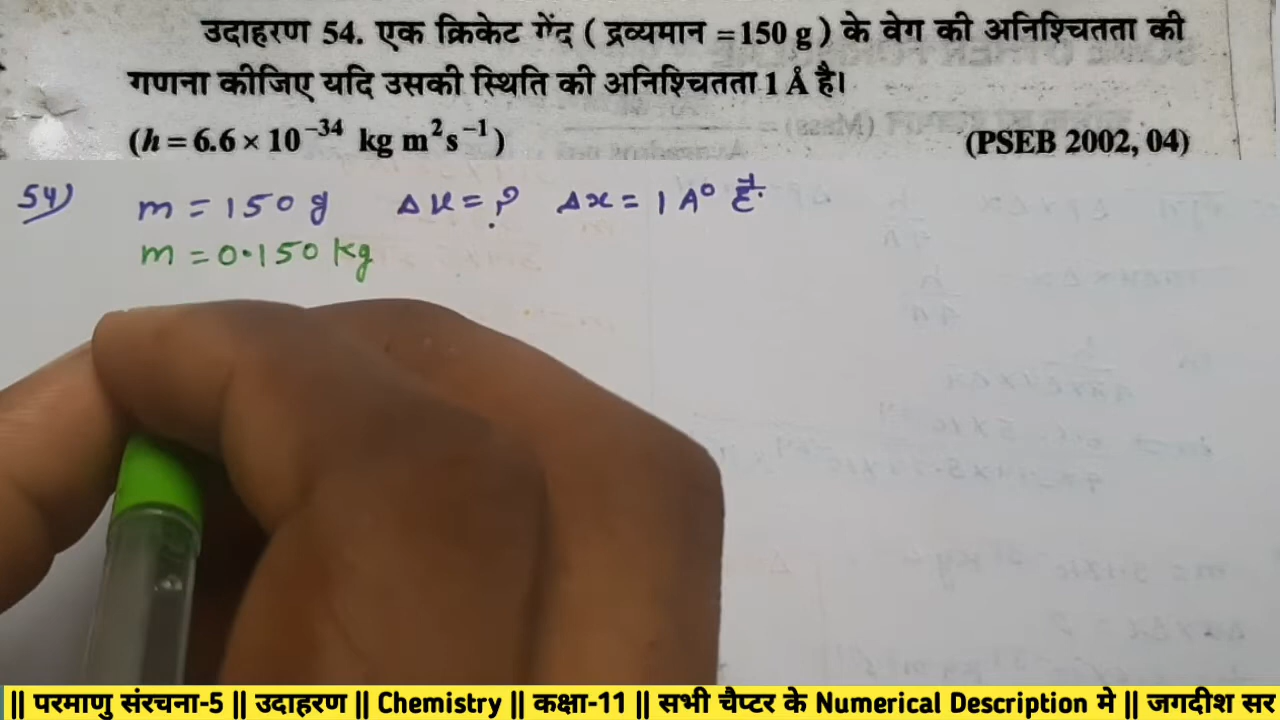 उदाहरण 54. एक क्रिकेट गेंद ( द्रव्यमान = 150 g ) के वेग की अनिश्चितता की
गणना कीजिए यदि उसकी स्थिति की अनिश्चितता 1 Å है।
(h = 6.6 × 10⁻³⁴ kg m²s⁻¹)
(PSEB 2002, 04)
54) m = 150 g Δu = ? Δx = 1 A° है.
m = 0.150 kg
|| परमाणु संरचना-5 || उदाहरण || Chemistry || कक्षा-11 || सभी चैप्टर के Numerical Description मे || जगदीश सर